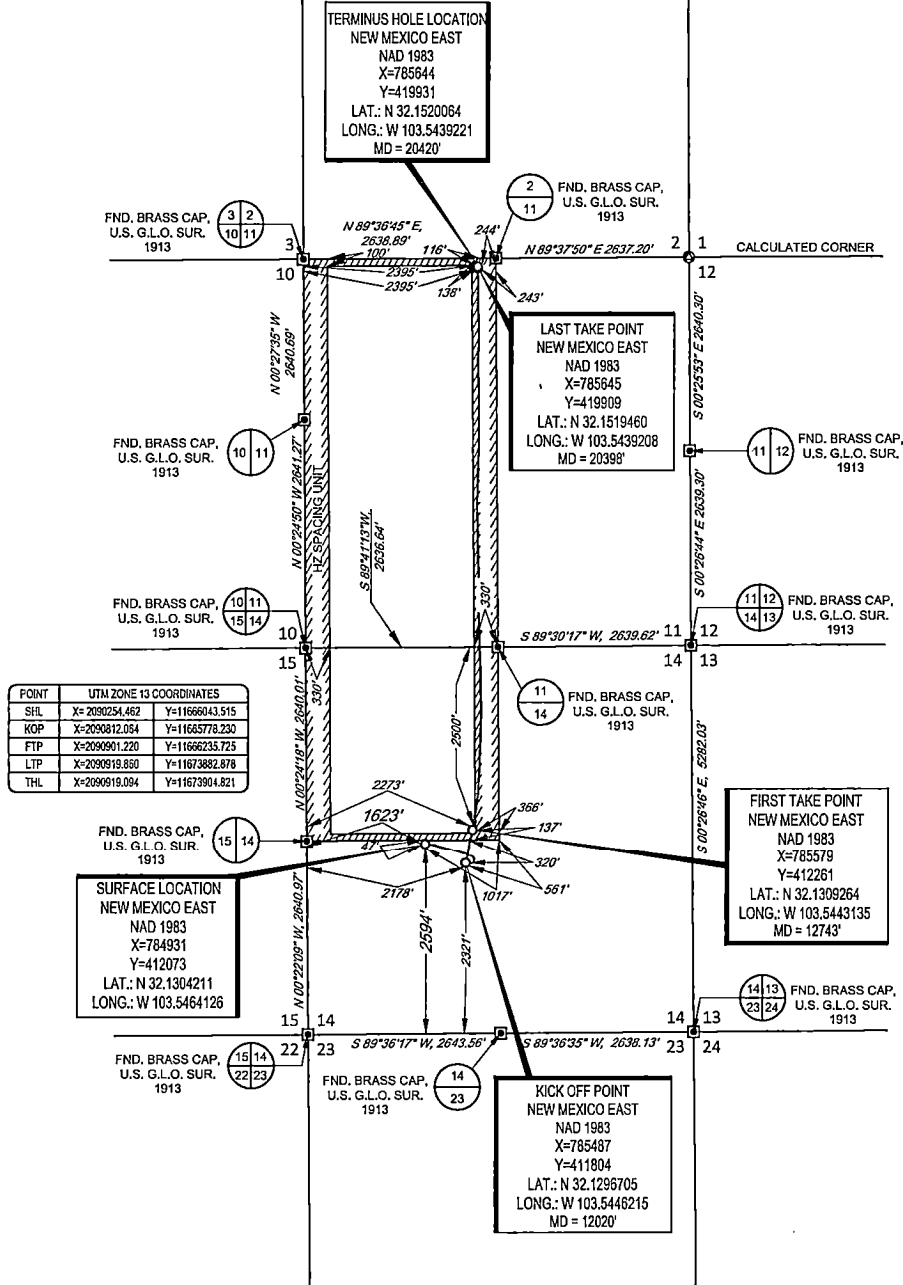 TERMINUS HOLE LOCATION
NEW MEXICO EAST
NAD 1983
X=785644
Y=419931
LAT.: N 32.1520064
LONG.: W 103.5439221
MD = 20420'
FND. BRASS CAP,
U.S. G.L.O. SUR.
1913
3 2
10 11
2
11
FND. BRASS CAP,
U.S. G.L.O. SUR.
1913
N 89°36'45" E,
2638.89'
100'
116'
244'
N 89°37'50" E 2637.20'
2 1
CALCULATED CORNER
3
10
12
2395'
2395'
138'
243'
N 00°27'35" W
2640.69'
S 00°25'53" E 2640.30'
LAST TAKE POINT
NEW MEXICO EAST
NAD 1983
X=785645
Y=419909
LAT.: N 32.1519460
LONG.: W 103.5439208
MD = 20398'
FND. BRASS CAP,
U.S. G.L.O. SUR.
1913
10 11
11 12
FND. BRASS CAP,
U.S. G.L.O. SUR.
1913
N 00°24'50" W 2641.27'
HZ SPACING UNIT
S 89°41'13"W,
2636.64'
S 00°26'44" E 2639.30'
FND. BRASS CAP,
U.S. G.L.O. SUR.
1913
10 11
15 14
10
15
330'
330'
S 89°30'17" W, 2639.62'
11 12
14 13
11 12
14 13
FND. BRASS CAP,
U.S. G.L.O. SUR.
1913
11
14
FND. BRASS CAP,
U.S. G.L.O. SUR.
1913
POINT UTM ZONE 13 COORDINATES
SHL X= 2090254.462 Y=11666043.515
KOP X=2090812.064 Y=11665778.230
FTP X=2090901.220 Y=11666235.725
LTP X=2090919.850 Y=11673882.878
THL X=2090919.094 Y=11673904.821
N 00°24'18" W, 2640.01'
2500'
S 00°26'46" E, 5282.03'
2273'
1623'
366'
137'
47'
320'
561'
1017'
2178'
2594'
2321'
FND. BRASS CAP,
U.S. G.L.O. SUR.
1913
15 14
FIRST TAKE POINT
NEW MEXICO EAST
NAD 1983
X=785579
Y=412261
LAT.: N 32.1309264
LONG.: W 103.5443135
MD = 12743'
SURFACE LOCATION
NEW MEXICO EAST
NAD 1983
X=784931
Y=412073
LAT.: N 32.1304211
LONG.: W 103.5464126
N 00°22'09" W, 2640.97'
15 14
22 23
S 89°36'17" W, 2643.56'
S 89°36'35" W, 2638.13'
14 13
23 24
14 13
23 24
FND. BRASS CAP,
U.S. G.L.O. SUR.
1913
FND. BRASS CAP,
U.S. G.L.O. SUR.
1913
15 14
22 23
FND. BRASS CAP,
U.S. G.L.O. SUR.
1913
14
23
KICK OFF POINT
NEW MEXICO EAST
NAD 1983
X=785487
Y=411804
LAT.: N 32.1296705
LONG.: W 103.5446215
MD = 12020'